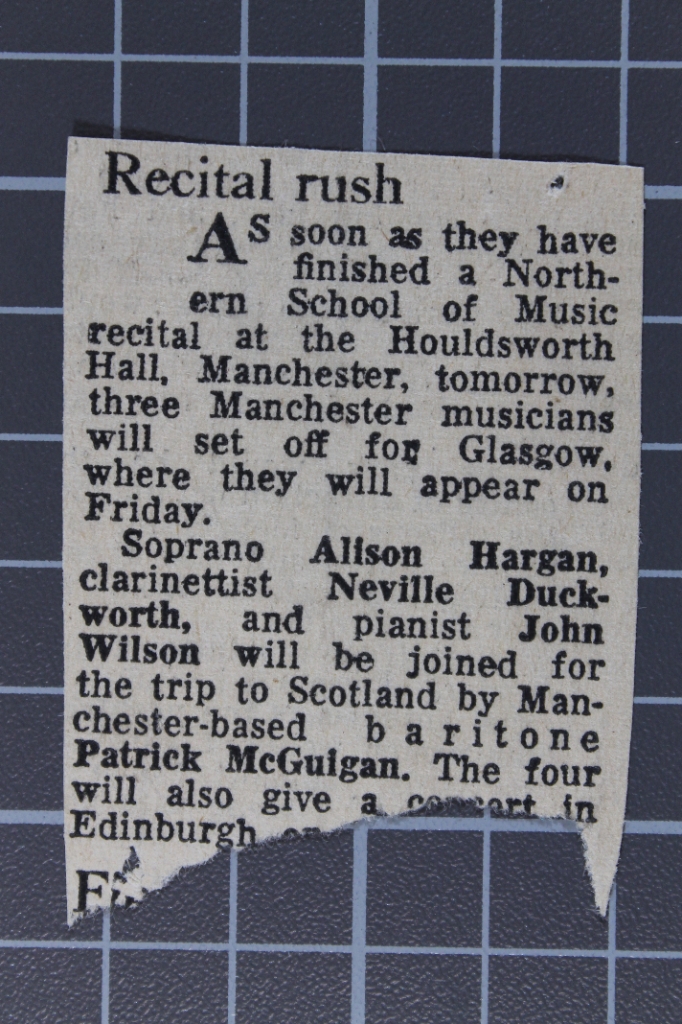 Recital rush
As soon as they have
finished a North-
ern School of Music
recital at the Houldsworth
Hall, Manchester, tomorrow,
three Manchester musicians
will set off for Glasgow,
where they will appear on
Friday.
Soprano Alison Hargan,
clarinettist Neville Duck-
worth, and pianist John
Wilson will be joined for
the trip to Scotland by Man-
chester-based baritone
Patrick McGuigan. The four
will also give a concert in
Edinburgh